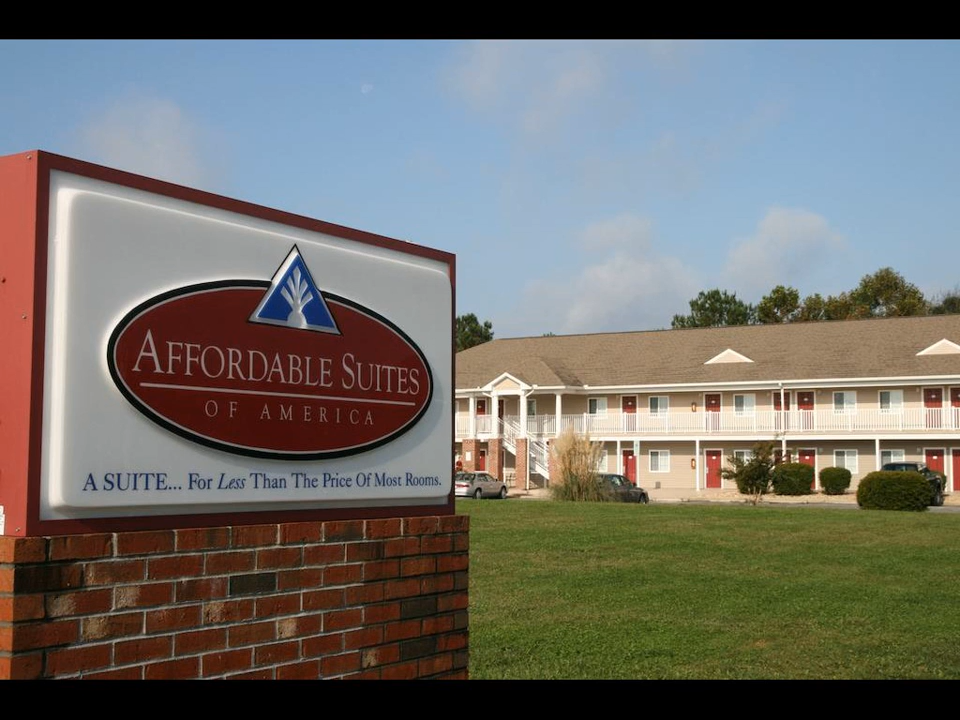 AFFORDABLE SUITES
OF AMERICA
A SUITE... For Less Than The Price Of Most Rooms.